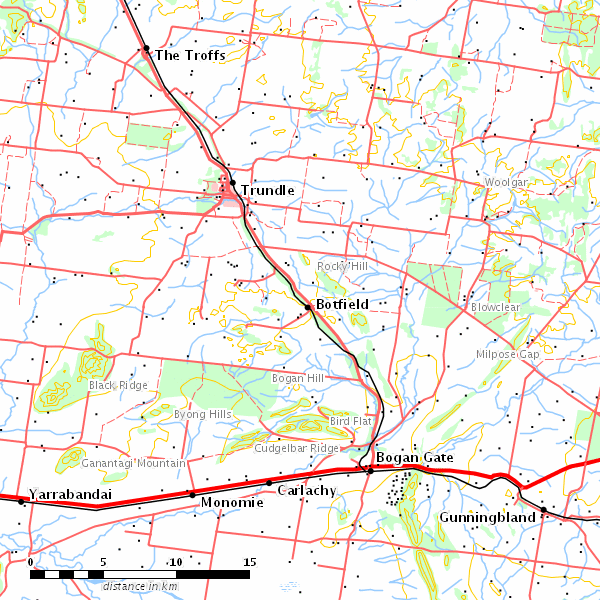 The Troffs
Woolgar
Trundle
Rocky Hill
Botfield
Blowclear
Milpose Gap
Bogan Hill
Black Ridge
Byong Hills
Bird Flat
Cudgelbar Ridge
Bogan Gate
Ganantagi Mountain
Yarrabandai
Carlachy
Monomie
Gunningbland
0 5 10 15
distance in km